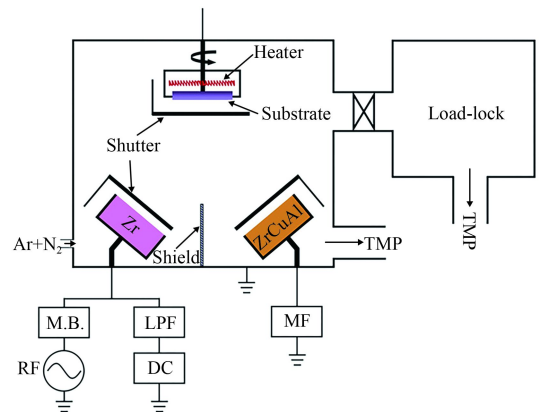 Heater
Substrate
Load-lock
Shutter
Zr
ZrCuAl
Ar+N2
Shield
TMP
TMP
M.B.
LPF
MF
RF
DC